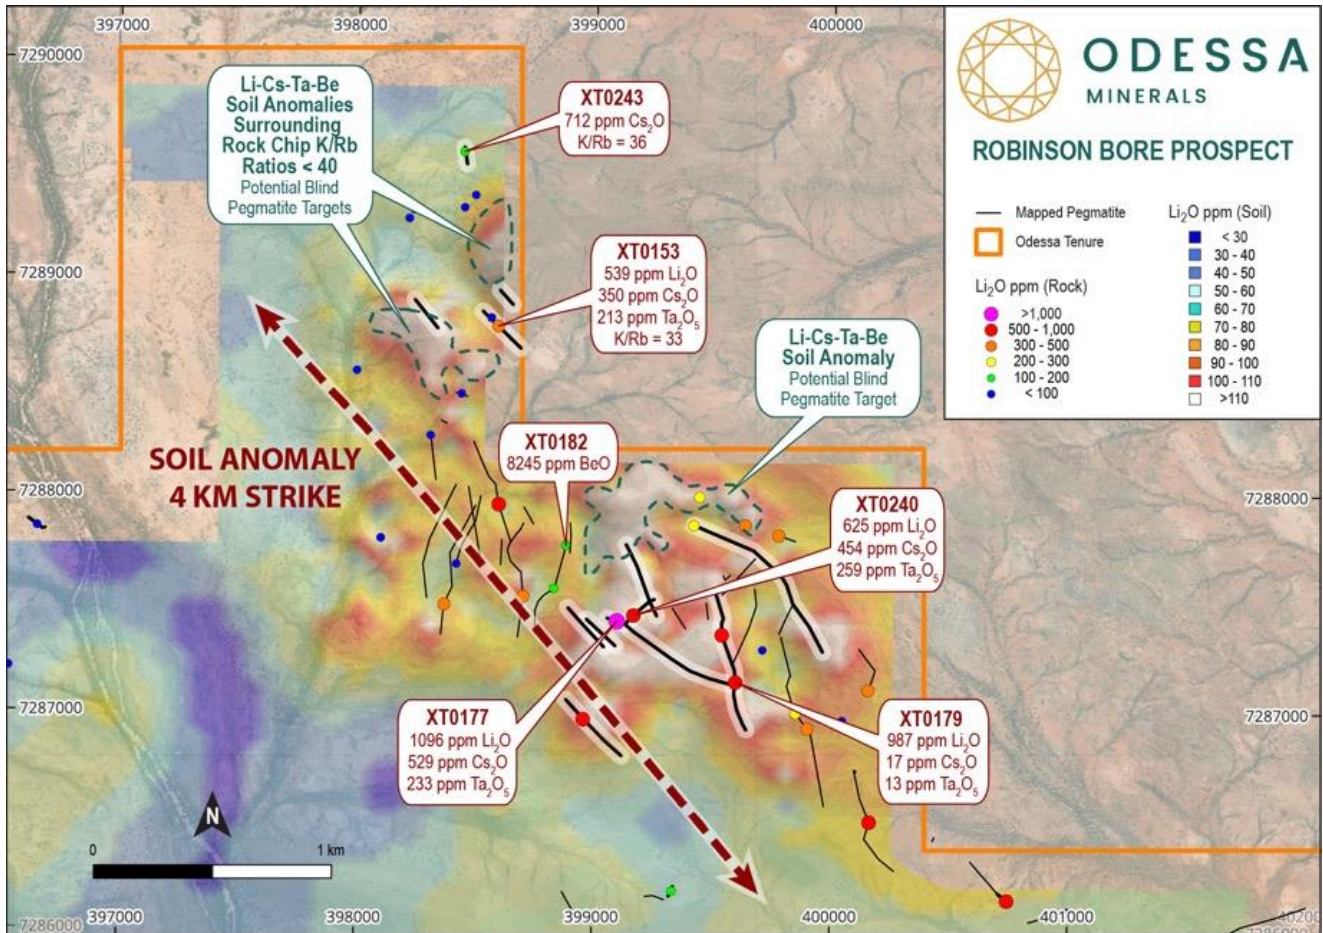 397000
398000
399000
400000
7290000
7289000
7288000
7287000
7286000
Li-Cs-Ta-Be
Soil Anomalies
Surrounding
Rock Chip K/Rb
Ratios < 40
Potential Blind
Pegmatite Targets
XT0243
712 ppm Cs₂O
K/Rb = 36
XT0153
539 ppm Li₂O
350 ppm Cs₂O
213 ppm Ta₂O₅
K/Rb = 33
Li-Cs-Ta-Be
Soil Anomaly
Potential Blind
Pegmatite Target
SOIL ANOMALY
4 KM STRIKE
XT0182
8245 ppm BeO
XT0240
625 ppm Li₂O
454 ppm Cs₂O
259 ppm Ta₂O₅
XT0177
1096 ppm Li₂O
529 ppm Cs₂O
233 ppm Ta₂O₅
XT0179
987 ppm Li₂O
17 ppm Cs₂O
13 ppm Ta₂O₅
N
0 1 km
397000
398000
399000
400000
401000
7288000
7287000
7286000
ODESSA
MINERALS
ROBINSON BORE PROSPECT
Mapped Pegmatite
Odessa Tenure
Li₂O ppm (Rock)
>1,000
500 - 1,000
300 - 500
200 - 300
100 - 200
< 100
Li₂O ppm (Soil)
< 30
30 - 40
40 - 50
50 - 60
60 - 70
70 - 80
80 - 90
90 - 100
100 - 110
>110